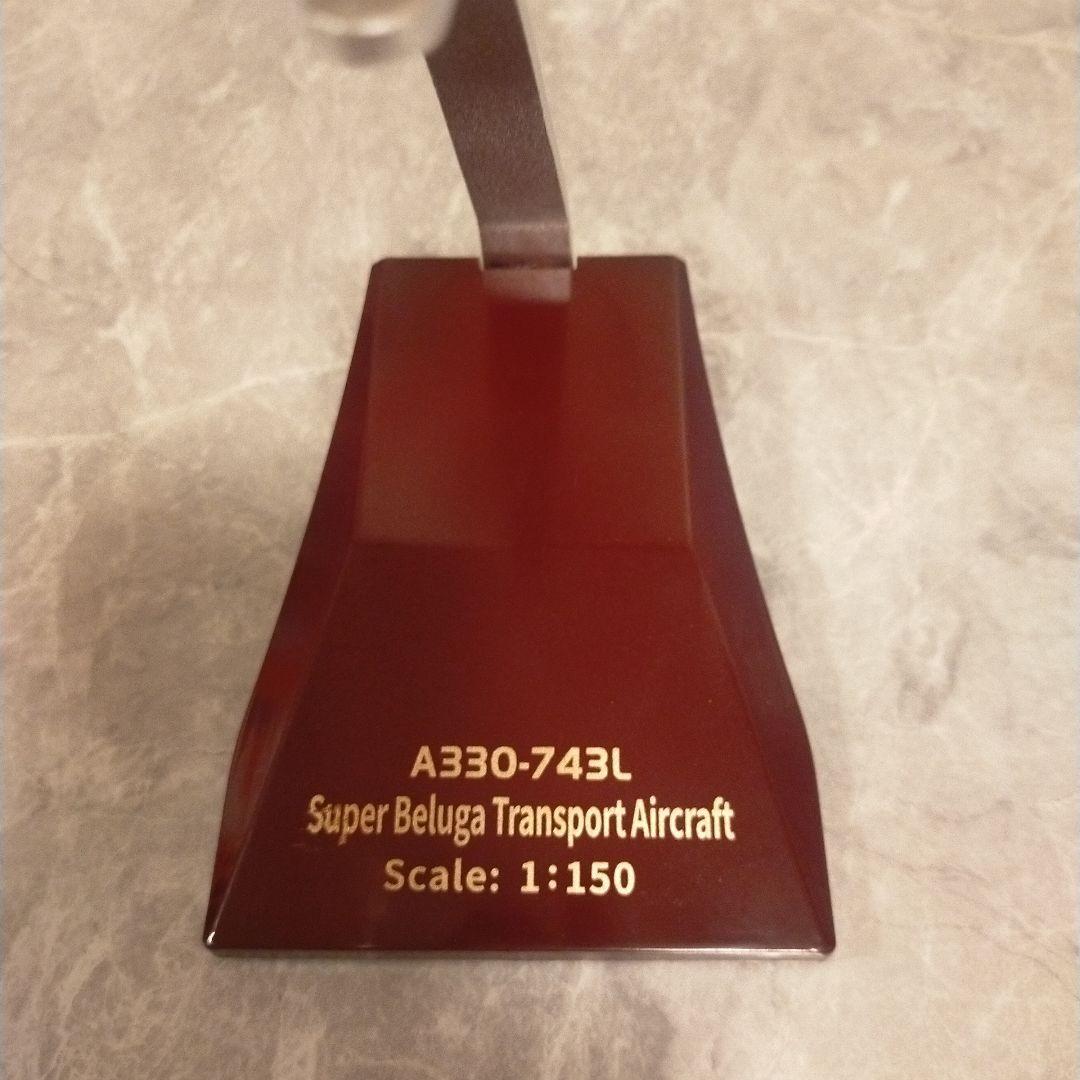 A330-743L
Super Beluga Transport Aircraft
Scale: 1:150